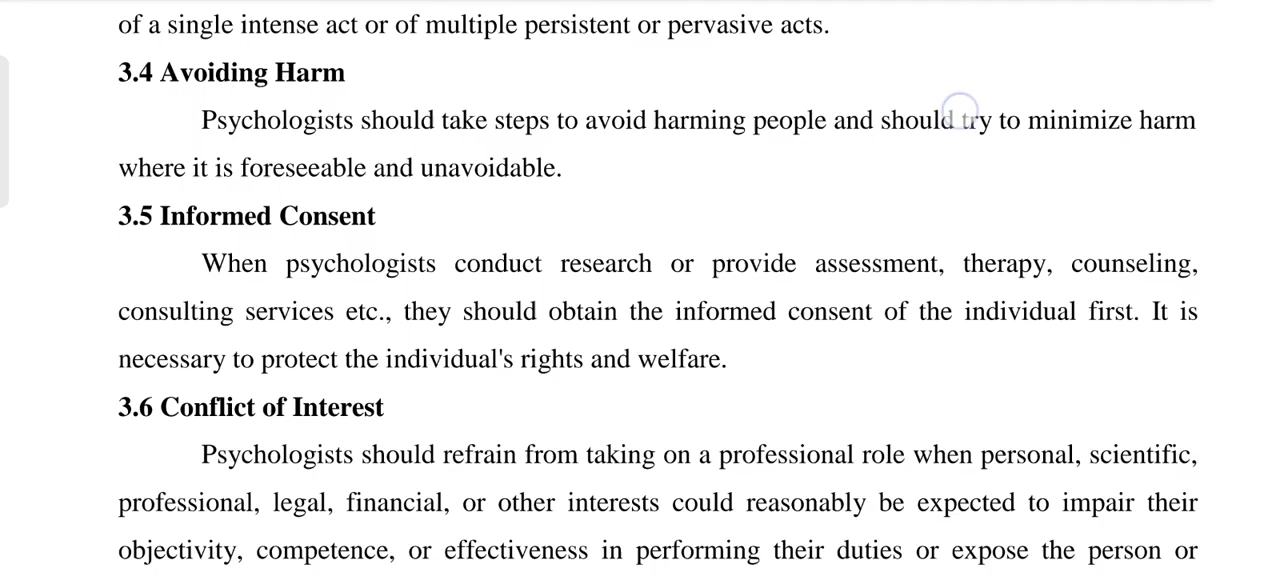 of a single intense act or of multiple persistent or pervasive acts.
3.4 Avoiding Harm
Psychologists should take steps to avoid harming people and should try to minimize harm
where it is foreseeable and unavoidable.
3.5 Informed Consent
When psychologists conduct research or provide assessment, therapy, counseling,
consulting services etc., they should obtain the informed consent of the individual first. It is
necessary to protect the individual's rights and welfare.
3.6 Conflict of Interest
Psychologists should refrain from taking on a professional role when personal, scientific,
professional, legal, financial, or other interests could reasonably be expected to impair their
objectivity, competence, or effectiveness in performing their duties or expose the person or